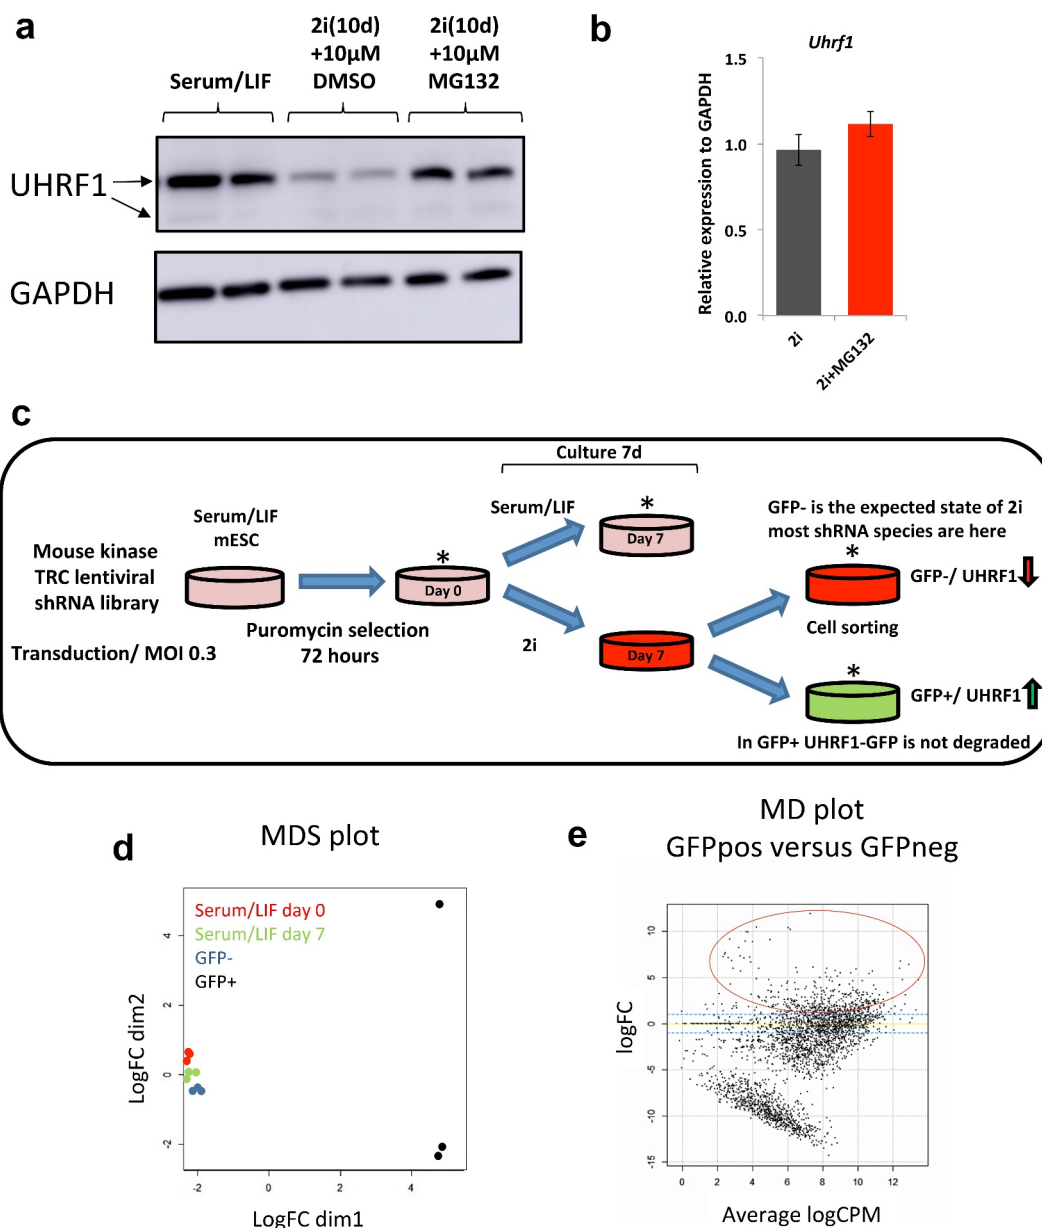 a
Serum/LIF
2i(10d)
+10µM
DMSO
2i(10d)
+10µM
MG132
UHRF1
GAPDH
b
Uhrf1
Relative expression to GAPDH
1.5
1.0
0.5
0.0
2i
2i+MG132
c
Culture 7d
Mouse kinase
TRC lentiviral
shRNA library
Transduction/ MOI 0.3
Serum/LIF
mESC
Puromycin selection
72 hours
*
Day 0
Serum/LIF
2i
*
Day 7
Day 7
GFP- is the expected state of 2i
most shRNA species are here
*
GFP-/ UHRF1
Cell sorting
*
GFP+/ UHRF1
In GFP+ UHRF1-GFP is not degraded
d
MDS plot
Serum/LIF day 0
Serum/LIF day 7
GFP-
GFP+
LogFC dim2
4
2
0
-2
-2
0
2
4
LogFC dim1
e
MD plot
GFPpos versus GFPneg
logFC
10
5
0
-5
-10
-15
0
2
4
6
8
10
12
Average logCPM